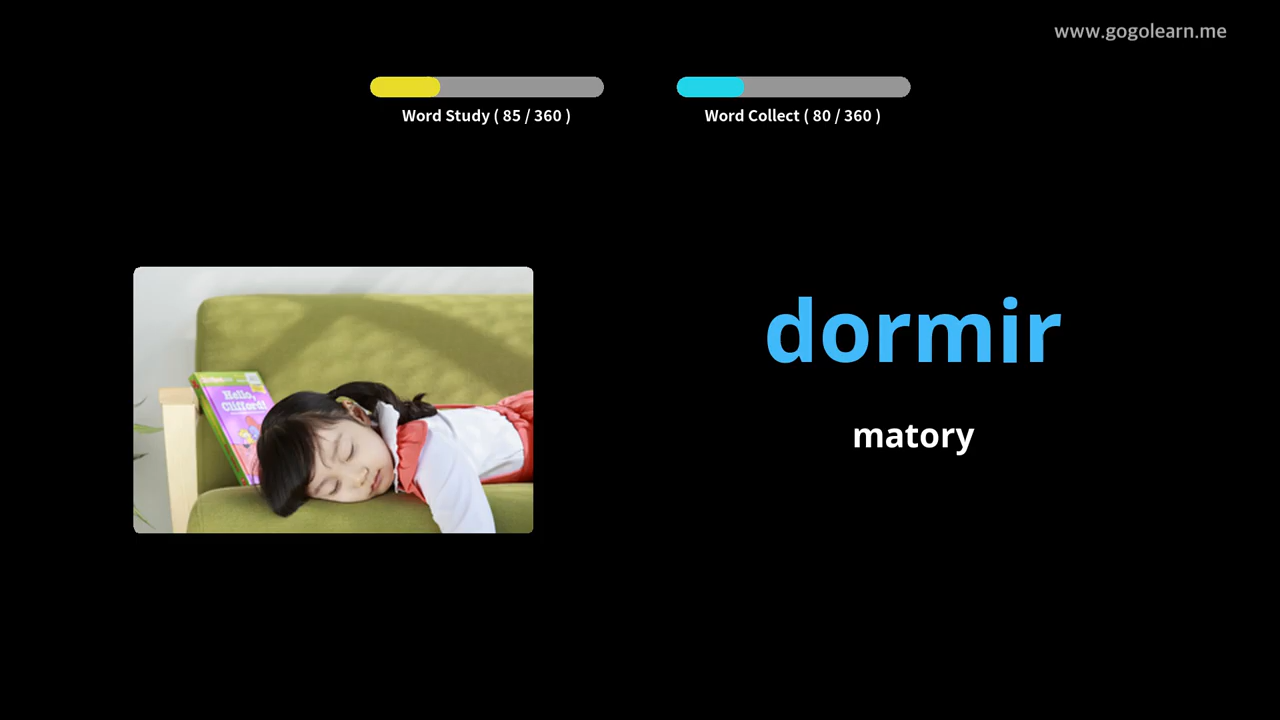 www.gogolearn.me
Word Study ( 85 / 360 )
Word Collect ( 80 / 360 )
Hello,
Clifford!
dormir
matory